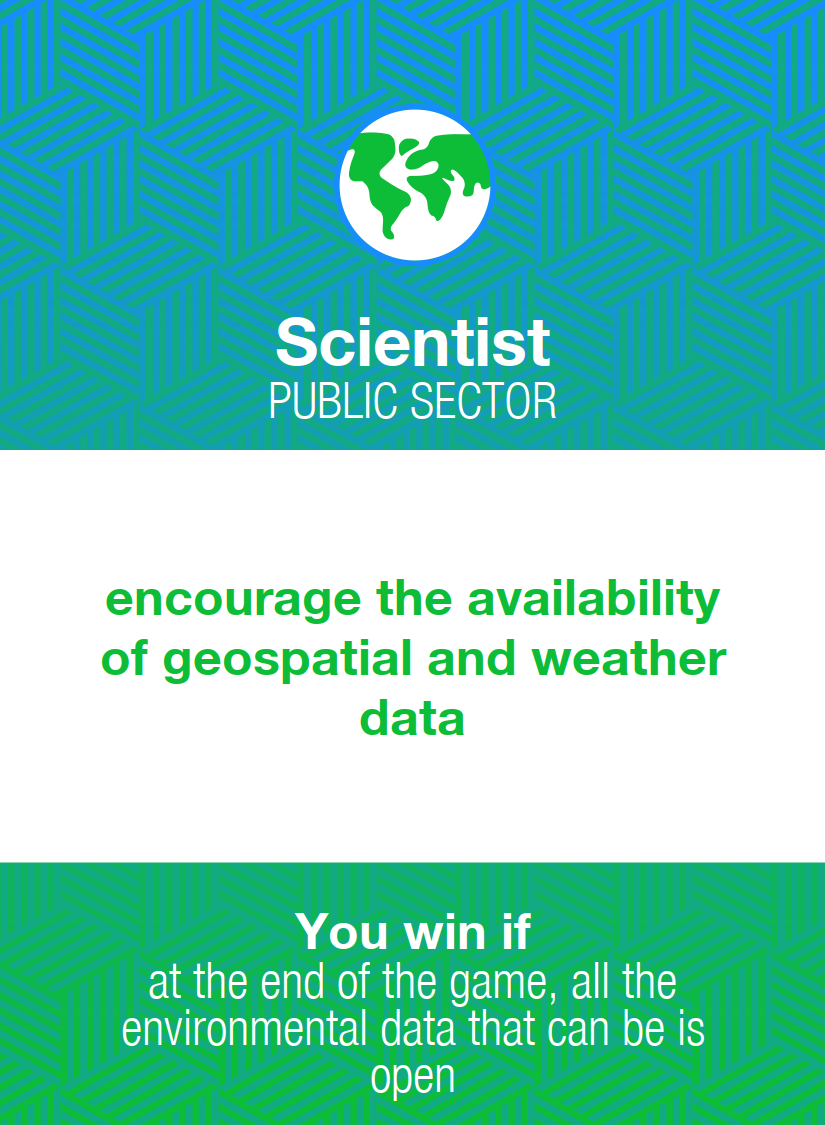 Scientist
PUBLIC SECTOR
encourage the availability
of geospatial and weather
data
You win if
at the end of the game, all the
environmental data that can be is
open